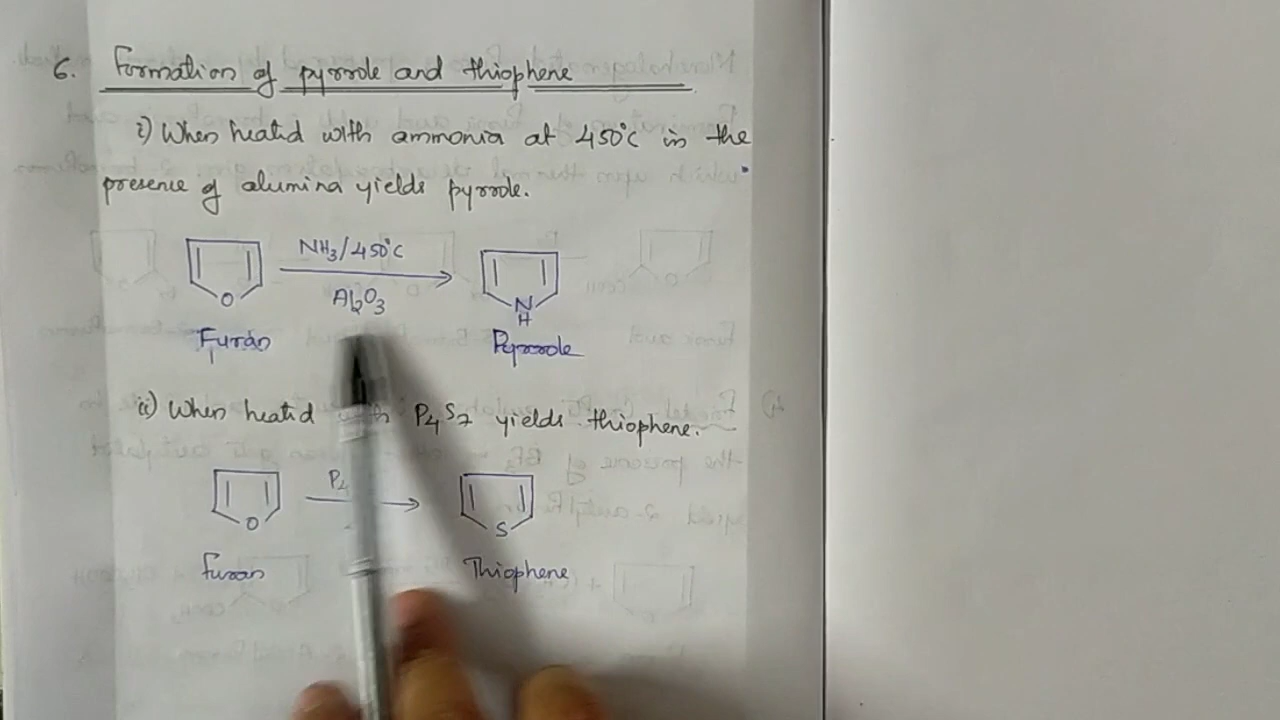 6. Formation of pyrrole and thiophene
i) When heated with ammonia at 450°C in the
presence of alumina yields pyrrole.
NH3/450°C
Al2O3
O
N
H
Furan
Pyrrole
ii) When heated with P4S7 yields thiophene.
O
S
Furan
Thiophene